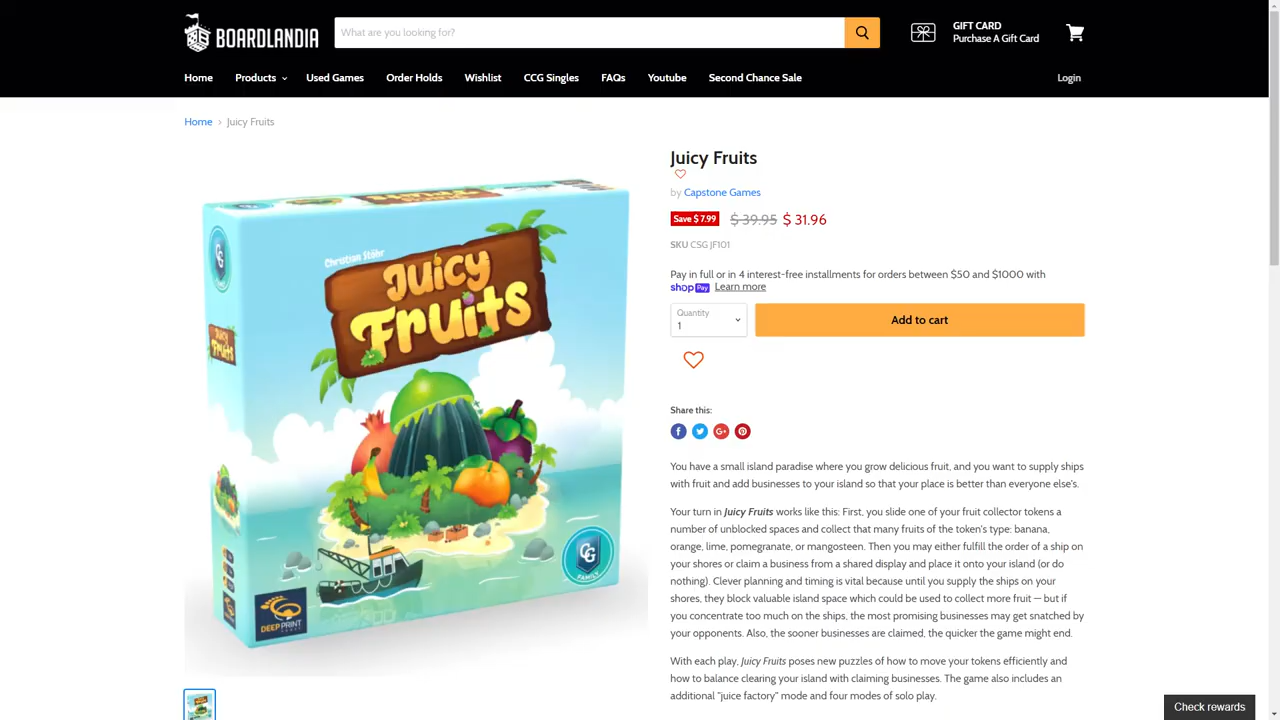 BOARDLANDIA
What are you looking for?
GIFT CARD
Purchase A Gift Card
Home
Products
Used Games
Order Holds
Wishlist
CCG Singles
FAQs
Youtube
Second Chance Sale
Login
Home › Juicy Fruits
Christian Stöhr
Juicy
Fruits
CG
FAMILY
DEEP PRINT
GAMES
Juicy Fruits
by Capstone Games
Save $ 7.99 $ 39.95 $ 31.96
SKU CSG JF101
Pay in full or in 4 interest-free installments for orders between $50 and $1000 with
shop Pay Learn more
Quantity
1
Add to cart
Share this:
You have a small island paradise where you grow delicious fruit, and you want to supply ships
with fruit and add businesses to your island so that your place is better than everyone else's.
Your turn in Juicy Fruits works like this: First, you slide one of your fruit collector tokens a
number of unblocked spaces and collect that many fruits of the token's type: banana,
orange, lime, pomegranate, or mangosteen. Then you may either fulfill the order of a ship on
your shores or claim a business from a shared display and place it onto your island (or do
nothing). Clever planning and timing is vital because until you supply the ships on your
shores, they block valuable island space which could be used to collect more fruit — but if
you concentrate too much on the ships, the most promising businesses may get snatched by
your opponents. Also, the sooner businesses are claimed, the quicker the game might end.
With each play, Juicy Fruits poses new puzzles of how to move your tokens efficiently and
how to balance clearing your island with claiming businesses. The game also includes an
additional "juice factory" mode and four modes of solo play.
Check rewards